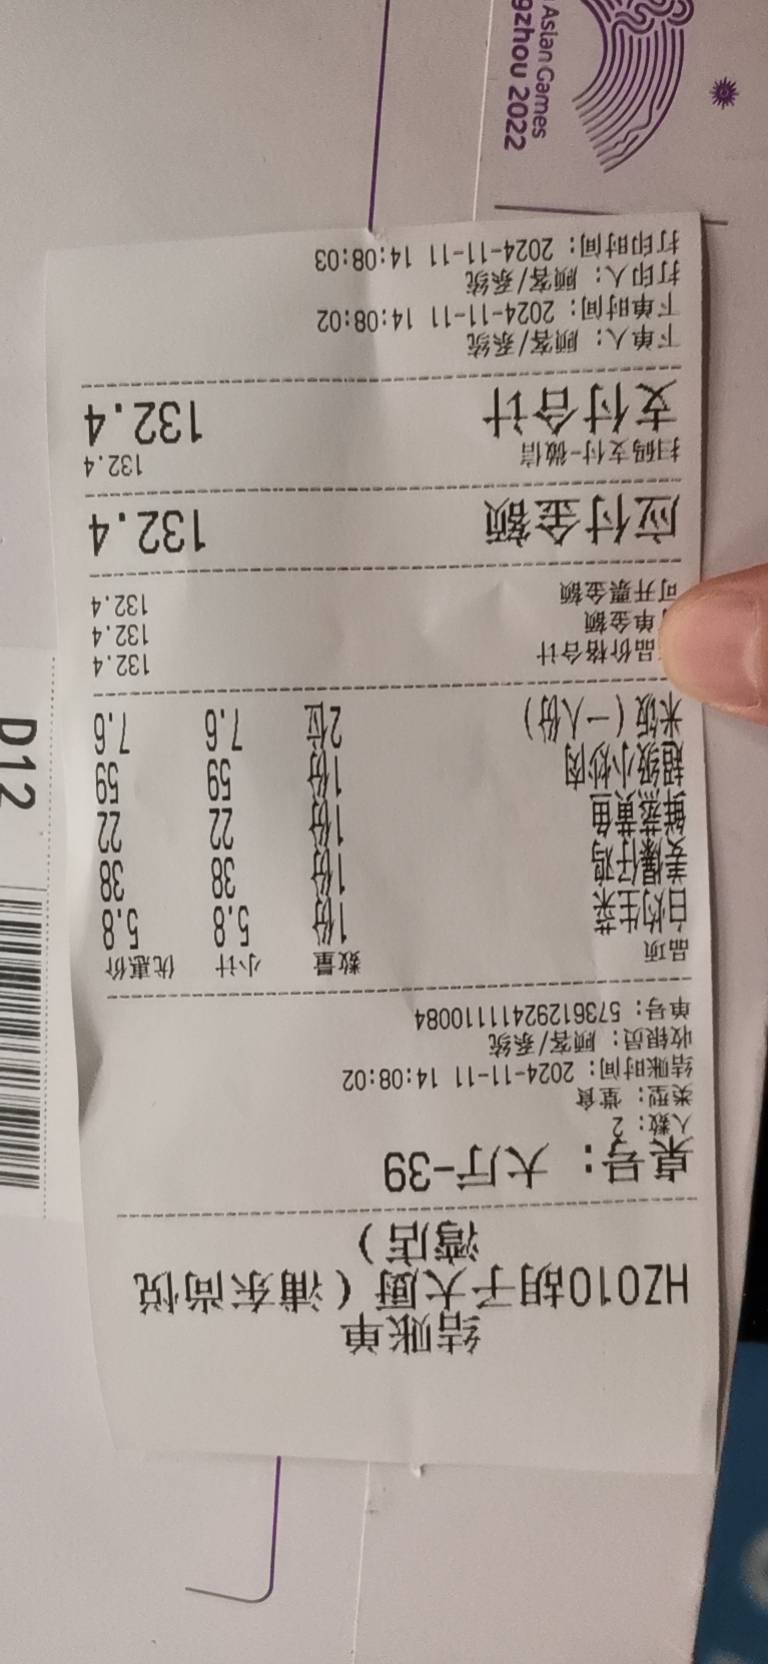 结账单
HZ010胡子大厨（浦东尚悦
湾店）
桌号：大厅-39
人数：2
类型：堂食
结账时间：2024-11-11 14:08:02
收银员：顾客/系统
单号：573612924111110084
品项 数量 小计 优惠价
白灼生菜 1份 5.8 5.8
姜爆仔鸡 1份 38 38
鲜蒸黄鱼 1份 22 22
超级小炒肉 1份 59 59
米饭（一人份） 2位 7.6 7.6
品价格合计 132.4
单金额 132.4
可开票金额 132.4
应付金额 132.4
扫码支付-微信 132.4
支付合计 132.4
下单人：顾客/系统
下单时间：2024-11-11 14:08:02
打印人：顾客/系统
打印时间：2024-11-11 14:08:03
Asian Games
gzhou 2022
D12